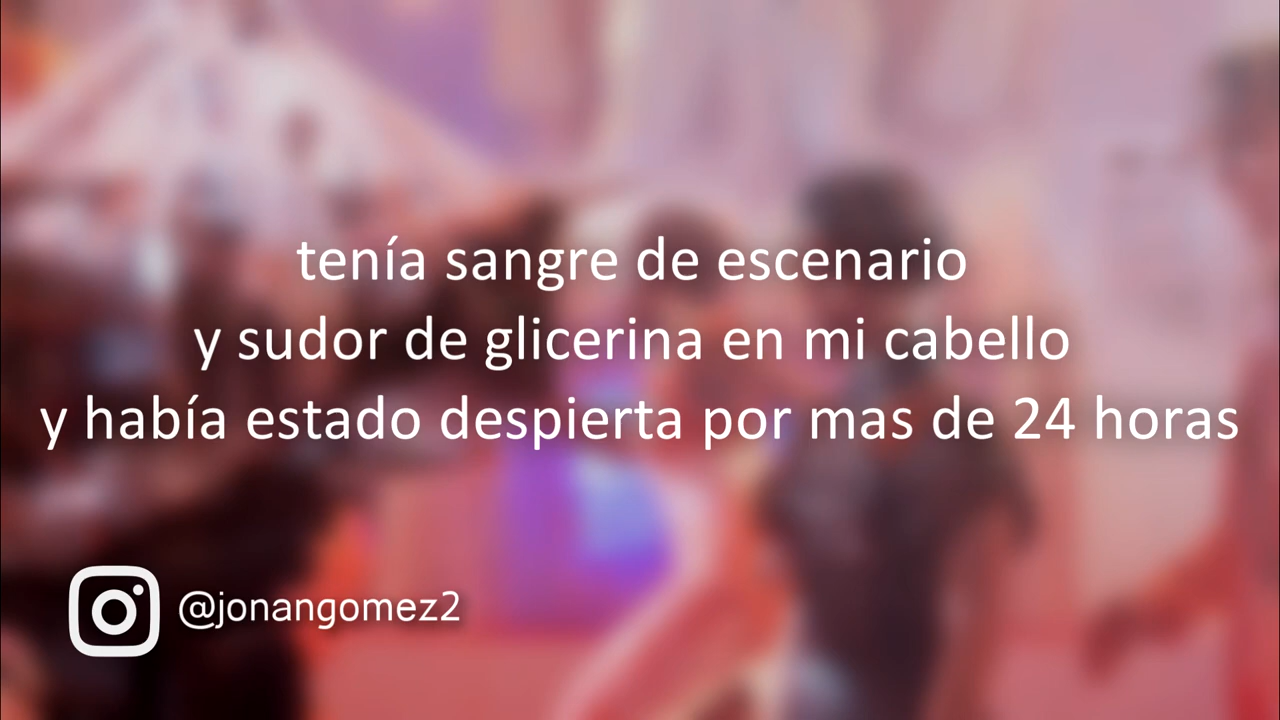 tenía sangre de escenario
y sudor de glicerina en mi cabello
y había estado despierta por mas de 24 horas
@jonangomez2